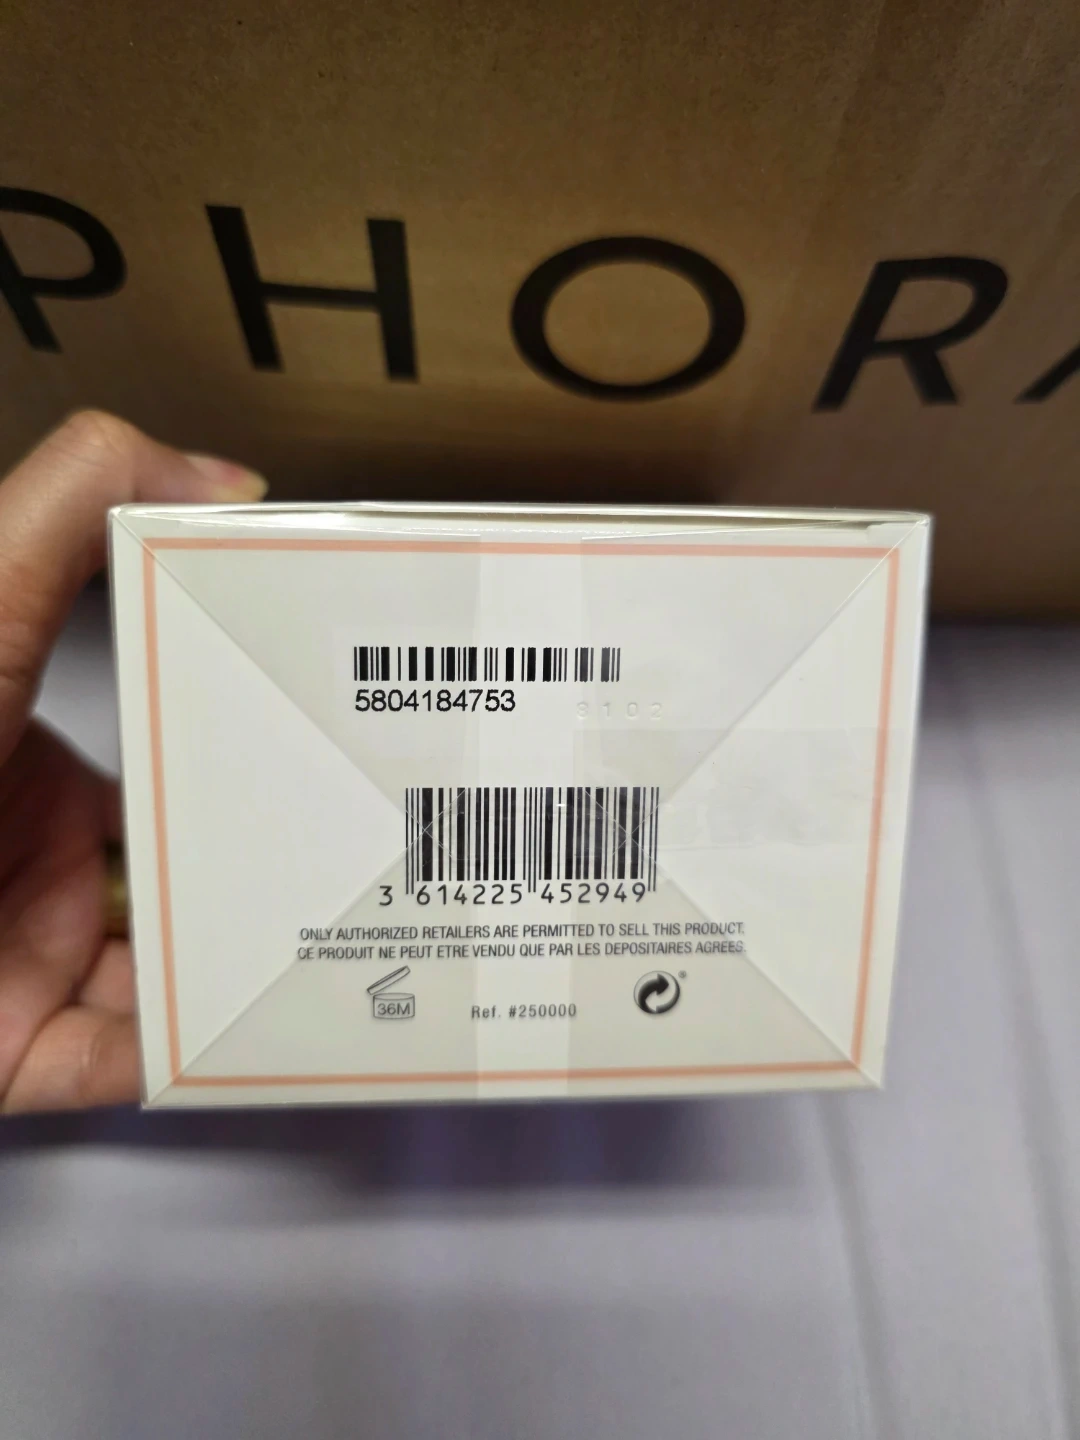 PHORA
5804184753
3102
3 614225 452949
ONLY AUTHORIZED RETAILERS ARE PERMITTED TO SELL THIS PRODUCT.
CE PRODUIT NE PEUT ETRE VENDU QUE PAR LES DEPOSITAIRES AGREES.
36M
Ref. #250000